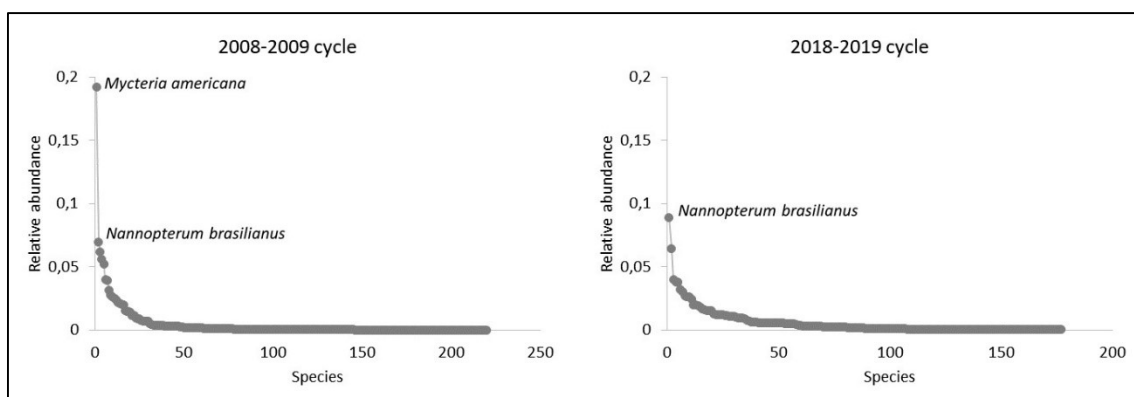 2008-2009 cycle
0,2
0,15
0,1
0,05
0
Relative abundance
Mycteria americana
Nannopterum brasilianus
0
50
100
150
200
250
Species
2018-2019 cycle
0,2
0,15
0,1
0,05
0
Relative abundance
Nannopterum brasilianus
0
50
100
150
200
Species